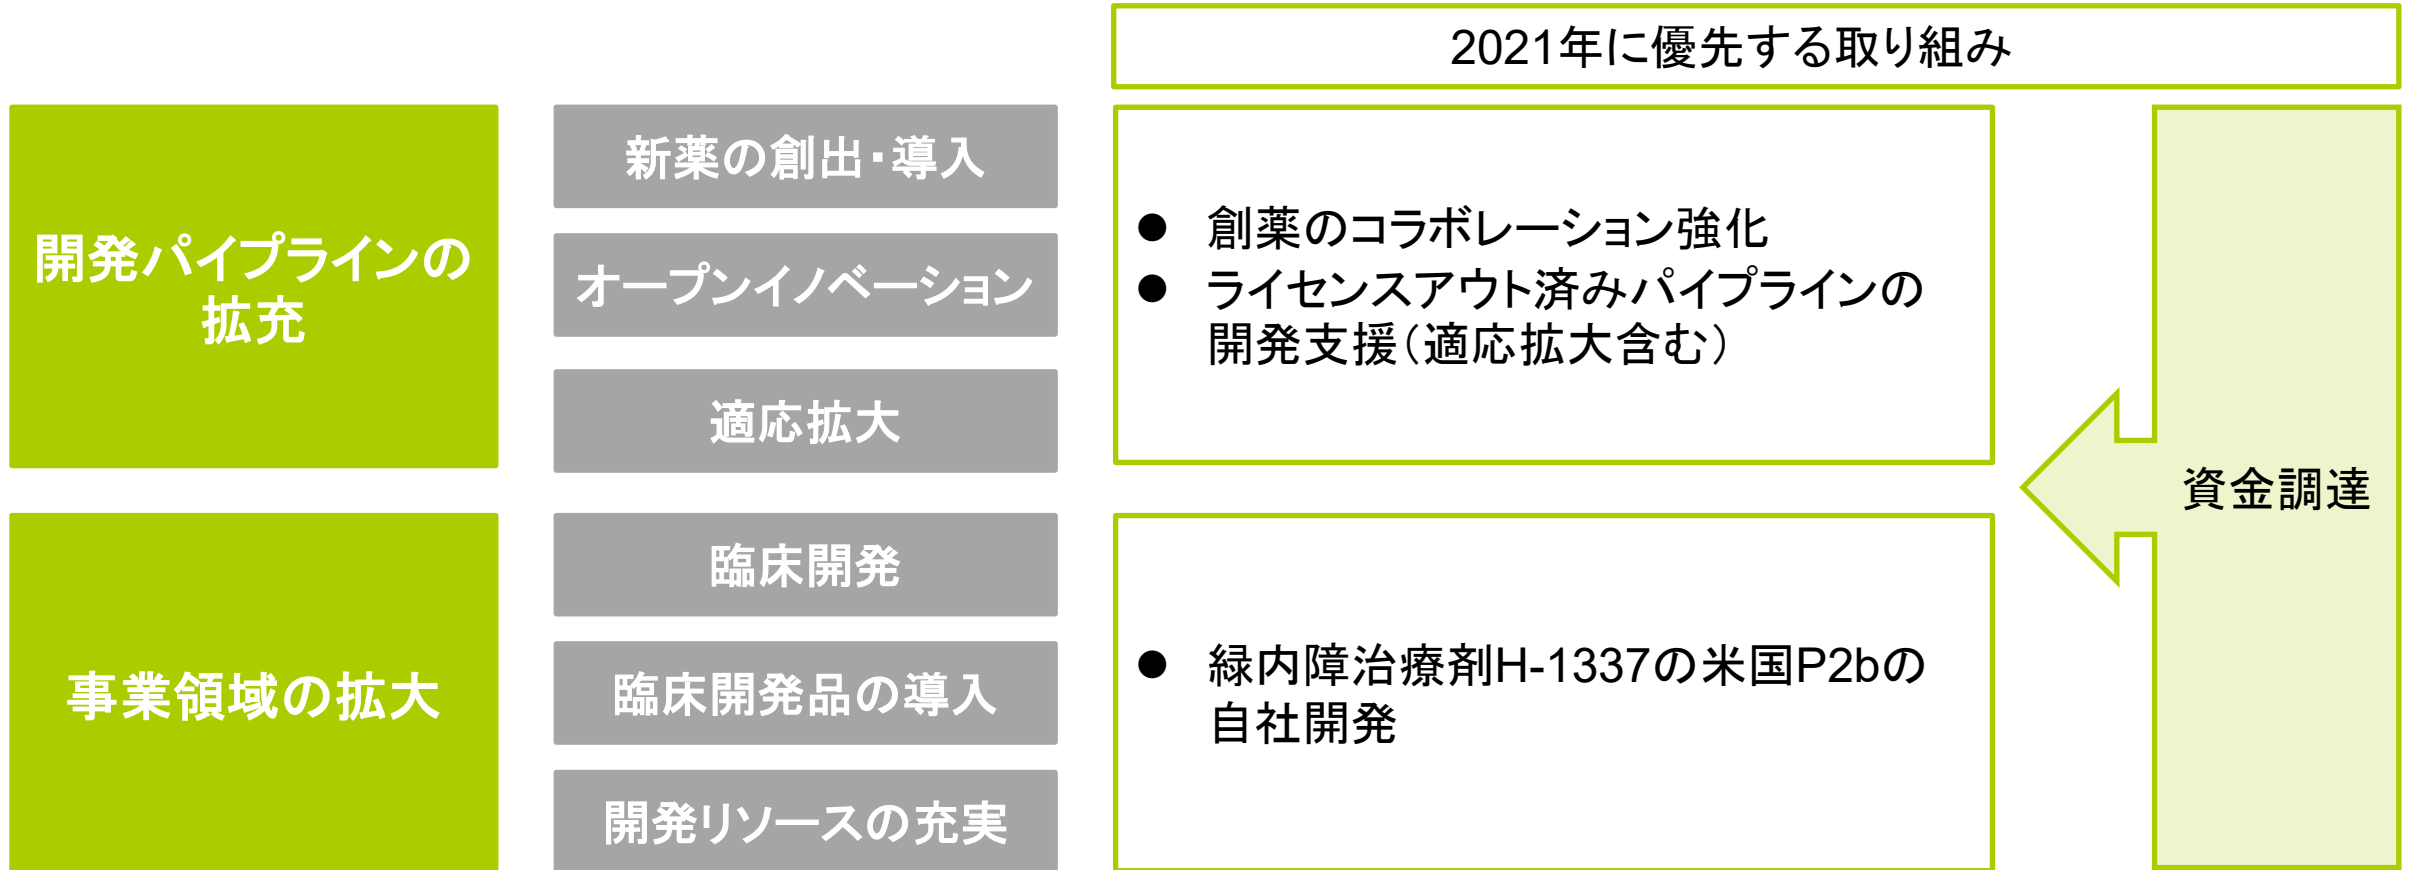 2021年に優先する取り組み
開発パイプラインの
拡充
新薬の創出・導入
オープンイノベーション
適応拡大
● 創薬のコラボレーション強化
● ライセンスアウト済みパイプラインの
開発支援（適応拡大含む）
資金調達
事業領域の拡大
臨床開発
臨床開発品の導入
開発リソースの充実
● 緑内障治療剤H-1337の米国P2bの
自社開発